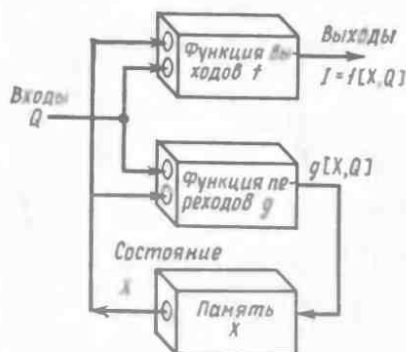 Функция вы-
ходов f
Выходы
I = f[X,Q]
Входы
Q
Функция пе-
реходов g
g[X,Q]
Состояние
X
Память
X